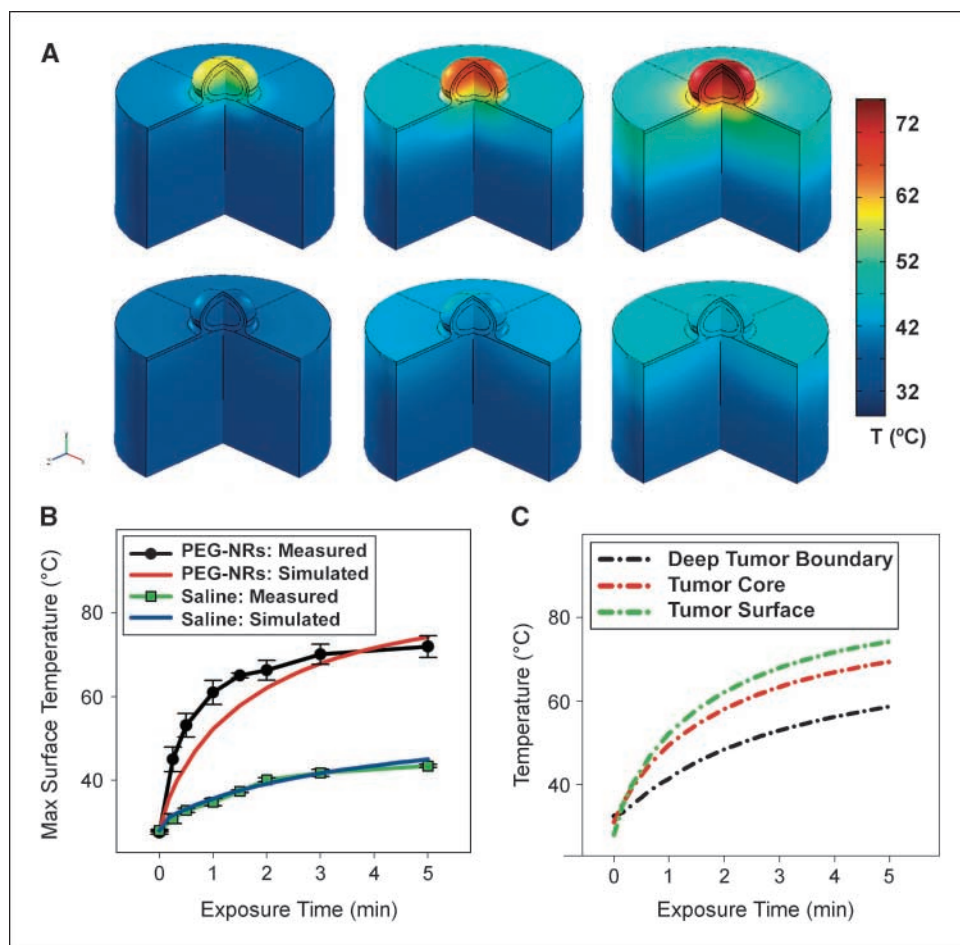 A
72
62
52
42
32
T (ºC)
B
PEG-NRs: Measured
PEG-NRs: Simulated
Saline: Measured
Saline: Simulated
Max Surface Temperature (°C)
80
60
40
0 1 2 3 4 5
Exposure Time (min)
C
Deep Tumor Boundary
Tumor Core
Tumor Surface
Temperature (°C)
80
60
40
0 1 2 3 4 5
Exposure Time (min)